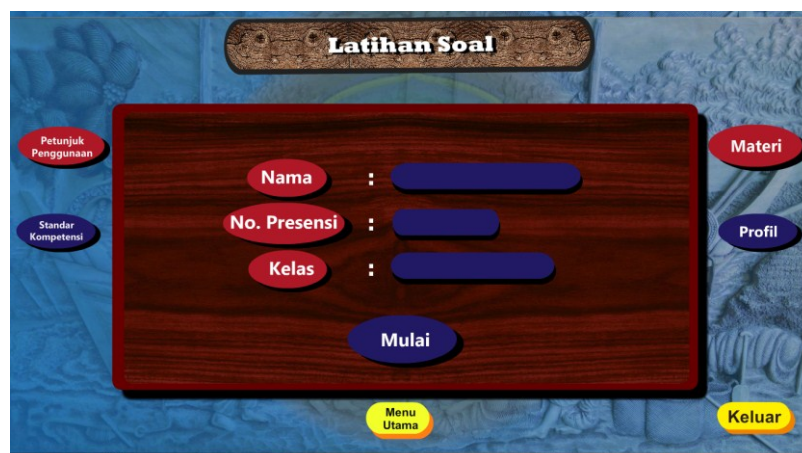 Latihan Soal
Petunjuk
Penggunaan
Materi
Nama :
No. Presensi :
Standar
Kompetensi
Profil
Kelas :
Mulai
Menu
Utama
Keluar